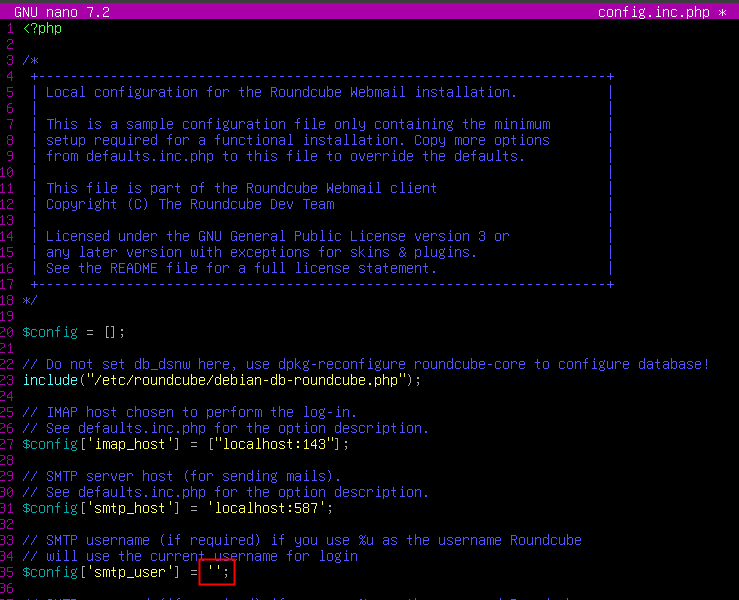 GNU nano 7.2 config.inc.php *
1 <?php
2
3 /*
4 +-----------------------------------------------------------------------+
5 | Local configuration for the Roundcube Webmail installation. |
6 | |
7 | This is a sample configuration file only containing the minimum |
8 | setup required for a functional installation. Copy more options |
9 | from defaults.inc.php to this file to override the defaults. |
10 | |
11 | This file is part of the Roundcube Webmail client |
12 | Copyright (C) The Roundcube Dev Team |
13 | |
14 | Licensed under the GNU General Public License version 3 or |
15 | any later version with exceptions for skins & plugins. |
16 | See the README file for a full license statement. |
17 +-----------------------------------------------------------------------+
18 */
19
20 $config = [];
21
22 // Do not set db_dsnw here, use dpkg-reconfigure roundcube-core to configure database!
23 include("/etc/roundcube/debian-db-roundcube.php");
24
25 // IMAP host chosen to perform the log-in.
26 // See defaults.inc.php for the option description.
27 $config['imap_host'] = ["localhost:143"];
28
29 // SMTP server host (for sending mails).
30 // See defaults.inc.php for the option description.
31 $config['smtp_host'] = 'localhost:587';
32
33 // SMTP username (if required) if you use %u as the username Roundcube
34 // will use the current username for login
35 $config['smtp_user'] = '';
36